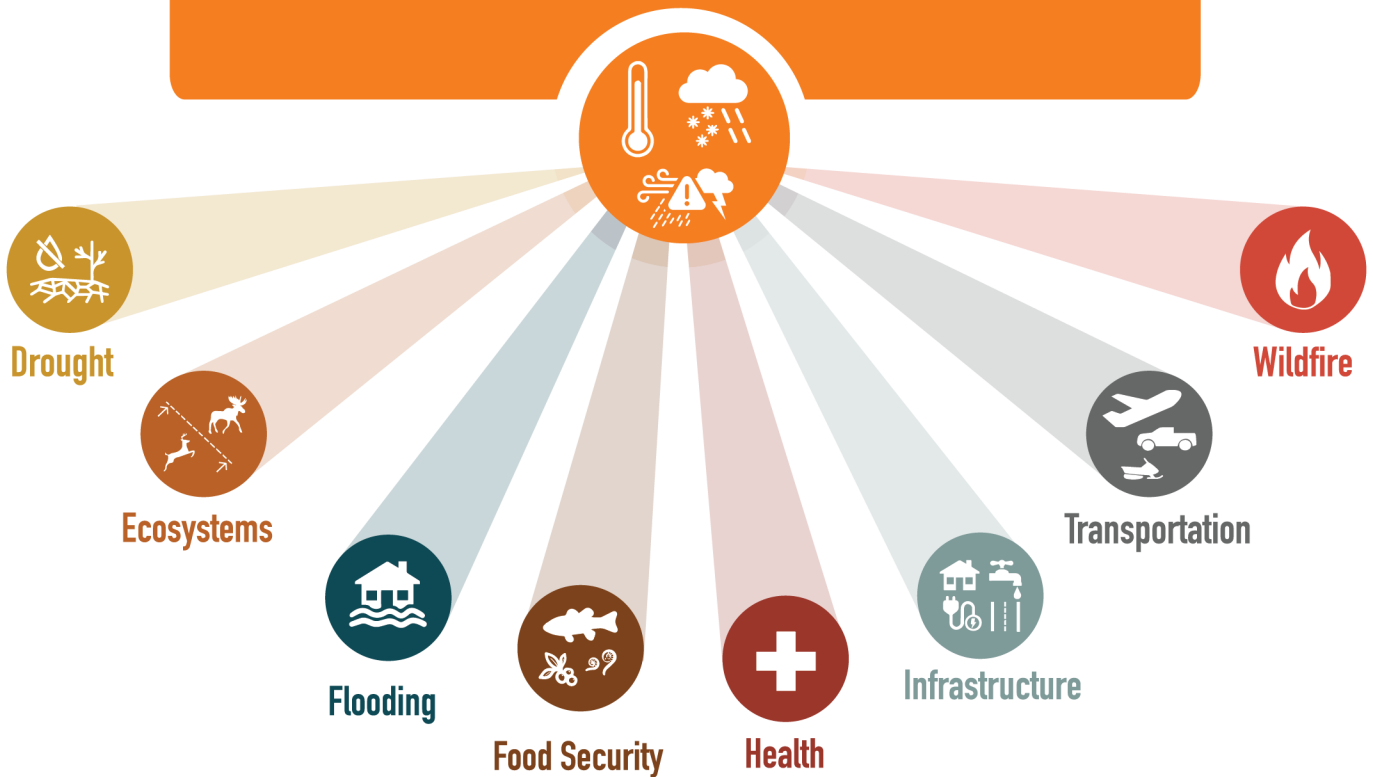 Drought
Wildfire
Ecosystems
Transportation
Flooding
Infrastructure
Food Security
Health